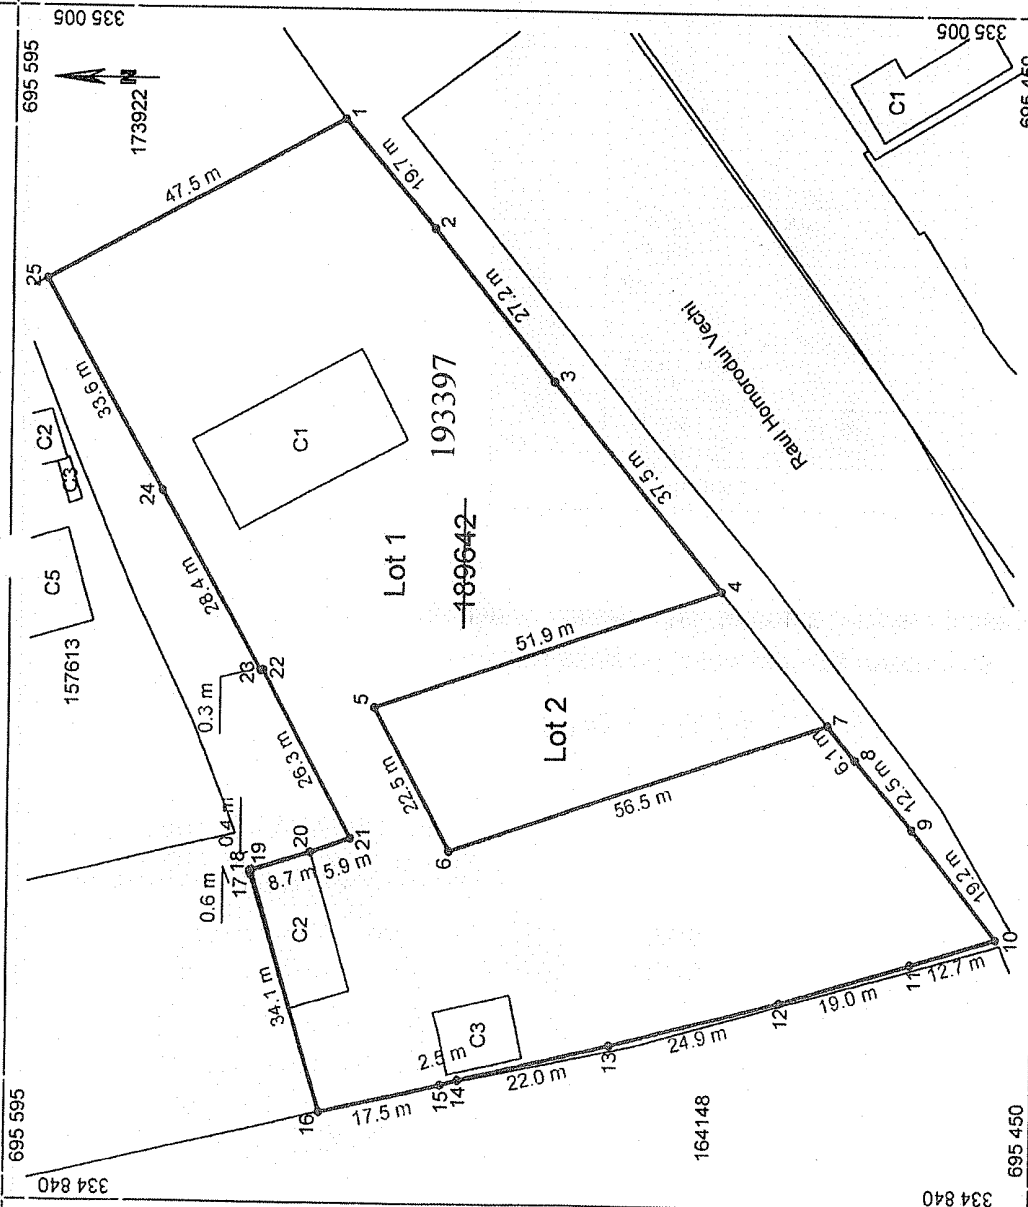 695 595
335 005
N
173922
335 005
695 450
C1
1
47.5 m
25
19.7 m
2
27.2 m
3
Raul Homorodul Vechi
33.6 m
C2
C3
24
C5
157613
C1
193397
Lot 1
189642
37.5 m
4
28.4 m
23
22
0.3 m
51.9 m
5
Lot 2
22.5 m
6
56.5 m
7
6.1 m
8
12.5 m
9
19.2 m
10
26.3 m
21
20
0.4 m
18
19
17
0.6 m
8.7 m
5.9 m
C2
34.1 m
16
17.5 m
15
14
2.5 m
C3
22.0 m
13
24.9 m
12
19.0 m
11
12.7 m
164148
695 595
334 840
695 450
334 840